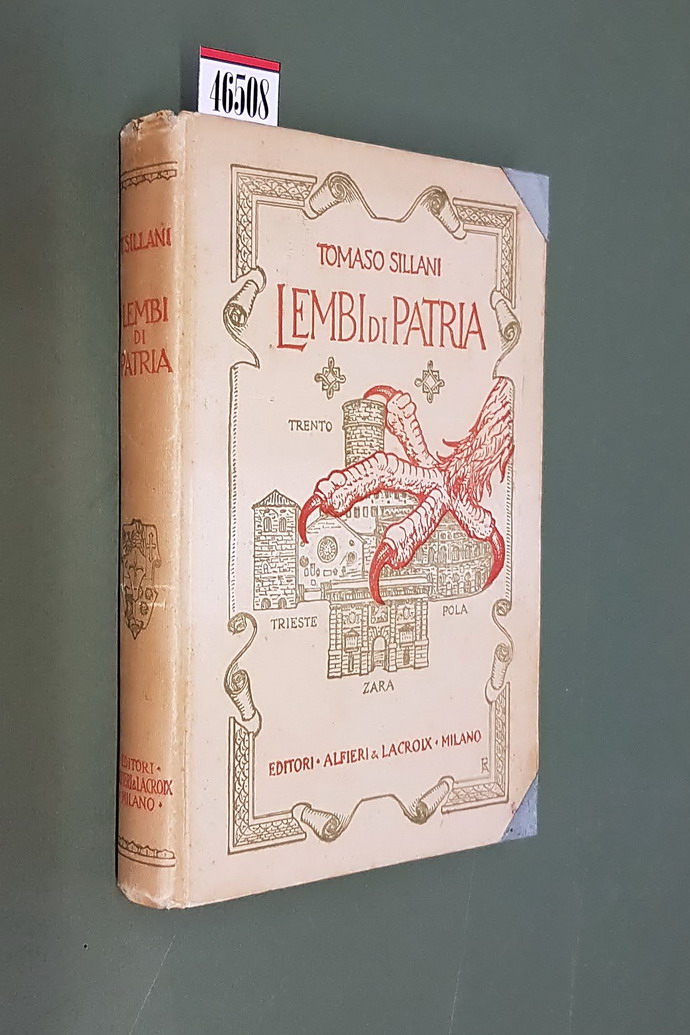 46508
TOMASO SILLANI
LEMBI DI PATRIA
TRENTO
TRIESTE
POLA
ZARA
EDITORI · ALFIERI & LACROIX · MILANO
SILLANI
LEMBI
DI
PATRIA
EDITORI ·
& LACROIX
MILANO ·